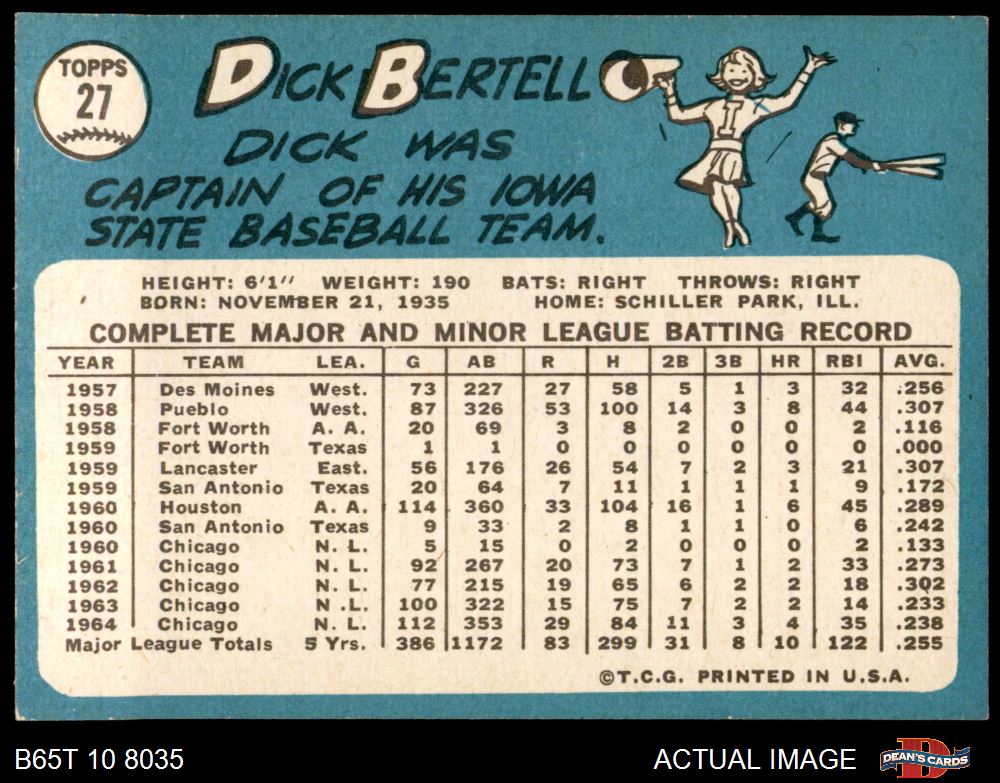 TOPPS
27
DICK BERTELL
DICK WAS
CAPTAIN OF HIS IOWA
STATE BASEBALL TEAM.
I
HEIGHT: 6'1" WEIGHT: 190 BATS: RIGHT THROWS: RIGHT
BORN: NOVEMBER 21, 1935 HOME: SCHILLER PARK, ILL.
COMPLETE MAJOR AND MINOR LEAGUE BATTING RECORD
YEAR TEAM LEA. G AB R H 2B 3B HR RBI AVG.
1957 Des Moines West. 73 227 27 58 5 1 3 32 .256
1958 Pueblo West. 87 326 53 100 14 3 8 44 .307
1958 Fort Worth A. A. 20 69 3 8 2 0 0 2 .116
1959 Fort Worth Texas 1 1 0 0 0 0 0 0 .000
1959 Lancaster East. 56 176 26 54 7 2 3 21 .307
1959 San Antonio Texas 20 64 7 11 1 1 1 9 .172
1960 Houston A. A. 114 360 33 104 16 1 6 45 .289
1960 San Antonio Texas 9 33 2 8 1 1 0 6 .242
1960 Chicago N. L. 5 15 0 2 0 0 0 2 .133
1961 Chicago N. L. 92 267 20 73 7 1 2 33 .273
1962 Chicago N. L. 77 215 19 65 6 2 2 18 .302
1963 Chicago N .L. 100 322 15 75 7 2 2 14 .233
1964 Chicago N. L. 112 353 29 84 11 3 4 35 .238
Major League Totals 5 Yrs. 386 1172 83 299 31 8 10 122 .255
©T.C.G. PRINTED IN U.S.A.
B65T 10 8035 ACTUAL IMAGE DEAN'S CARDS